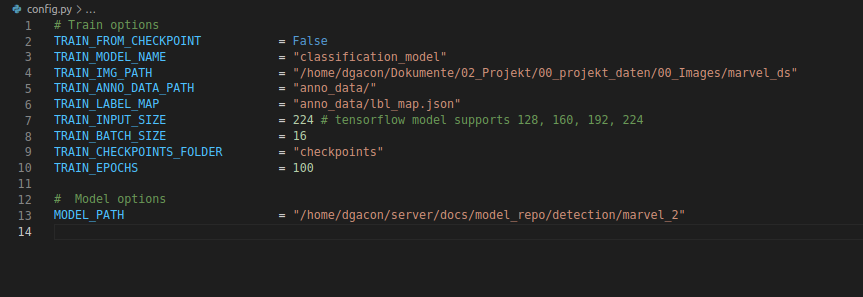 config.py > ...
1 # Train options
2 TRAIN_FROM_CHECKPOINT = False
3 TRAIN_MODEL_NAME = "classification_model"
4 TRAIN_IMG_PATH = "/home/dgacon/Dokumente/02_Projekt/00_projekt_daten/00_Images/marvel_ds"
5 TRAIN_ANNO_DATA_PATH = "anno_data/"
6 TRAIN_LABEL_MAP = "anno_data/lbl_map.json"
7 TRAIN_INPUT_SIZE = 224 # tensorflow model supports 128, 160, 192, 224
8 TRAIN_BATCH_SIZE = 16
9 TRAIN_CHECKPOINTS_FOLDER = "checkpoints"
10 TRAIN_EPOCHS = 100
11
12 #  Model options
13 MODEL_PATH = "/home/dgacon/server/docs/model_repo/detection/marvel_2"
14